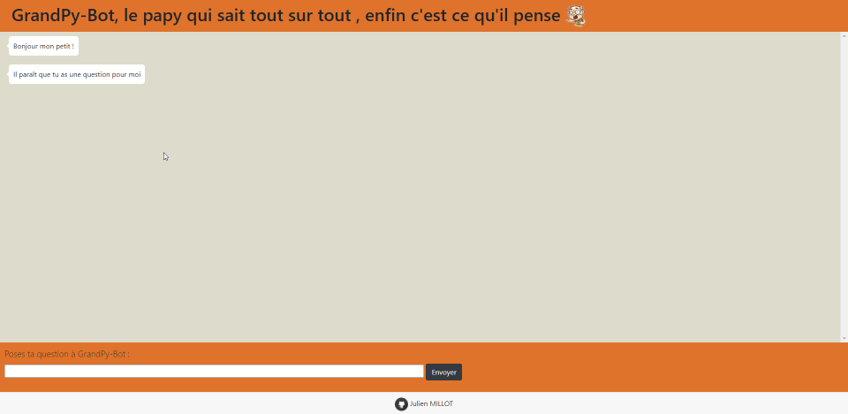 GrandPy-Bot, le papy qui sait tout sur tout , enfin c'est ce qu'il pense
Bonjour mon petit !
Il paraît que tu as une question pour moi
Poses ta question à GrandPy-Bot :
Envoyer
Julien MILLOT